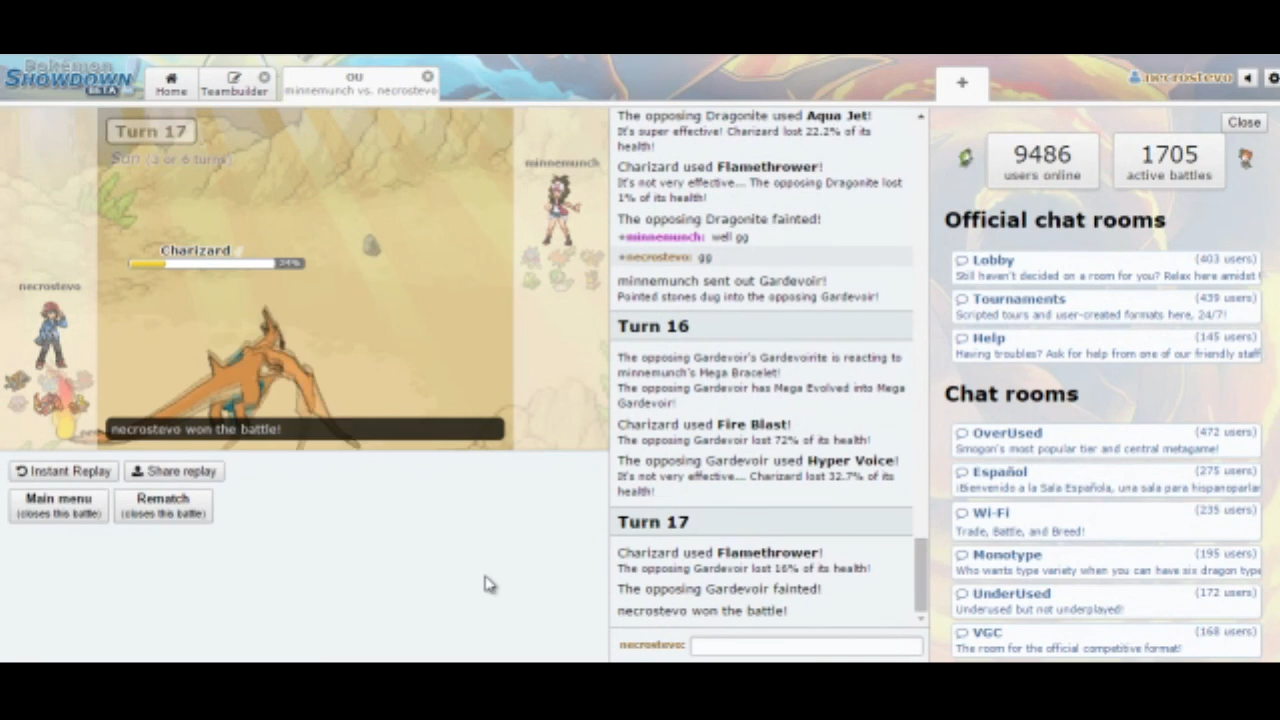 Pokémon
SHOWDOWN
BETA
Home
Teambuilder
OU
minnemunch vs. necrostevo
+
necrostevo
Turn 17
Sun (3 or 6 turns)
minnemunch
Charizard
34%
necrostevo
necrostevo won the battle!
Instant Replay
Share replay
Main menu
(closes this battle)
Rematch
(closes this battle)
The opposing Dragonite used Aqua Jet!
It's super effective! Charizard lost 22.2% of its
health!
Charizard used Flamethrower!
It's not very effective... The opposing Dragonite lost
1% of its health!
The opposing Dragonite fainted!
+minnemunch: well gg
+necrostevo: gg
minnemunch sent out Gardevoir!
Pointed stones dug into the opposing Gardevoir!
Turn 16
The opposing Gardevoir's Gardevoirite is reacting to
minnemunch's Mega Bracelet!
The opposing Gardevoir has Mega Evolved into Mega
Gardevoir!
Charizard used Fire Blast!
The opposing Gardevoir lost 72% of its health!
The opposing Gardevoir used Hyper Voice!
It's not very effective... Charizard lost 32.7% of its
health!
Turn 17
Charizard used Flamethrower!
The opposing Gardevoir lost 16% of its health!
The opposing Gardevoir fainted!
necrostevo won the battle!
necrostevo:
Close
9486
users online
1705
active battles
Official chat rooms
Lobby
(403 users)
Still haven't decided on a room for you? Relax here amidst
Tournaments
(439 users)
Scripted tours and user-created formats here, 24/7!
Help
(145 users)
Having troubles? Ask for help from one of our friendly staff
Chat rooms
OverUsed
(472 users)
Smogon's most popular tier and central metagame!
Español
(275 users)
¡Bienvenido a la Sala Española, una sala para hispanoparlan
Wi-Fi
(235 users)
Trade, Battle, and Breed!
Monotype
(195 users)
Who wants type variety when you can have six dragon type
UnderUsed
(172 users)
Underused but not underplayed!
VGC
(168 users)
The room for the official competitive format!